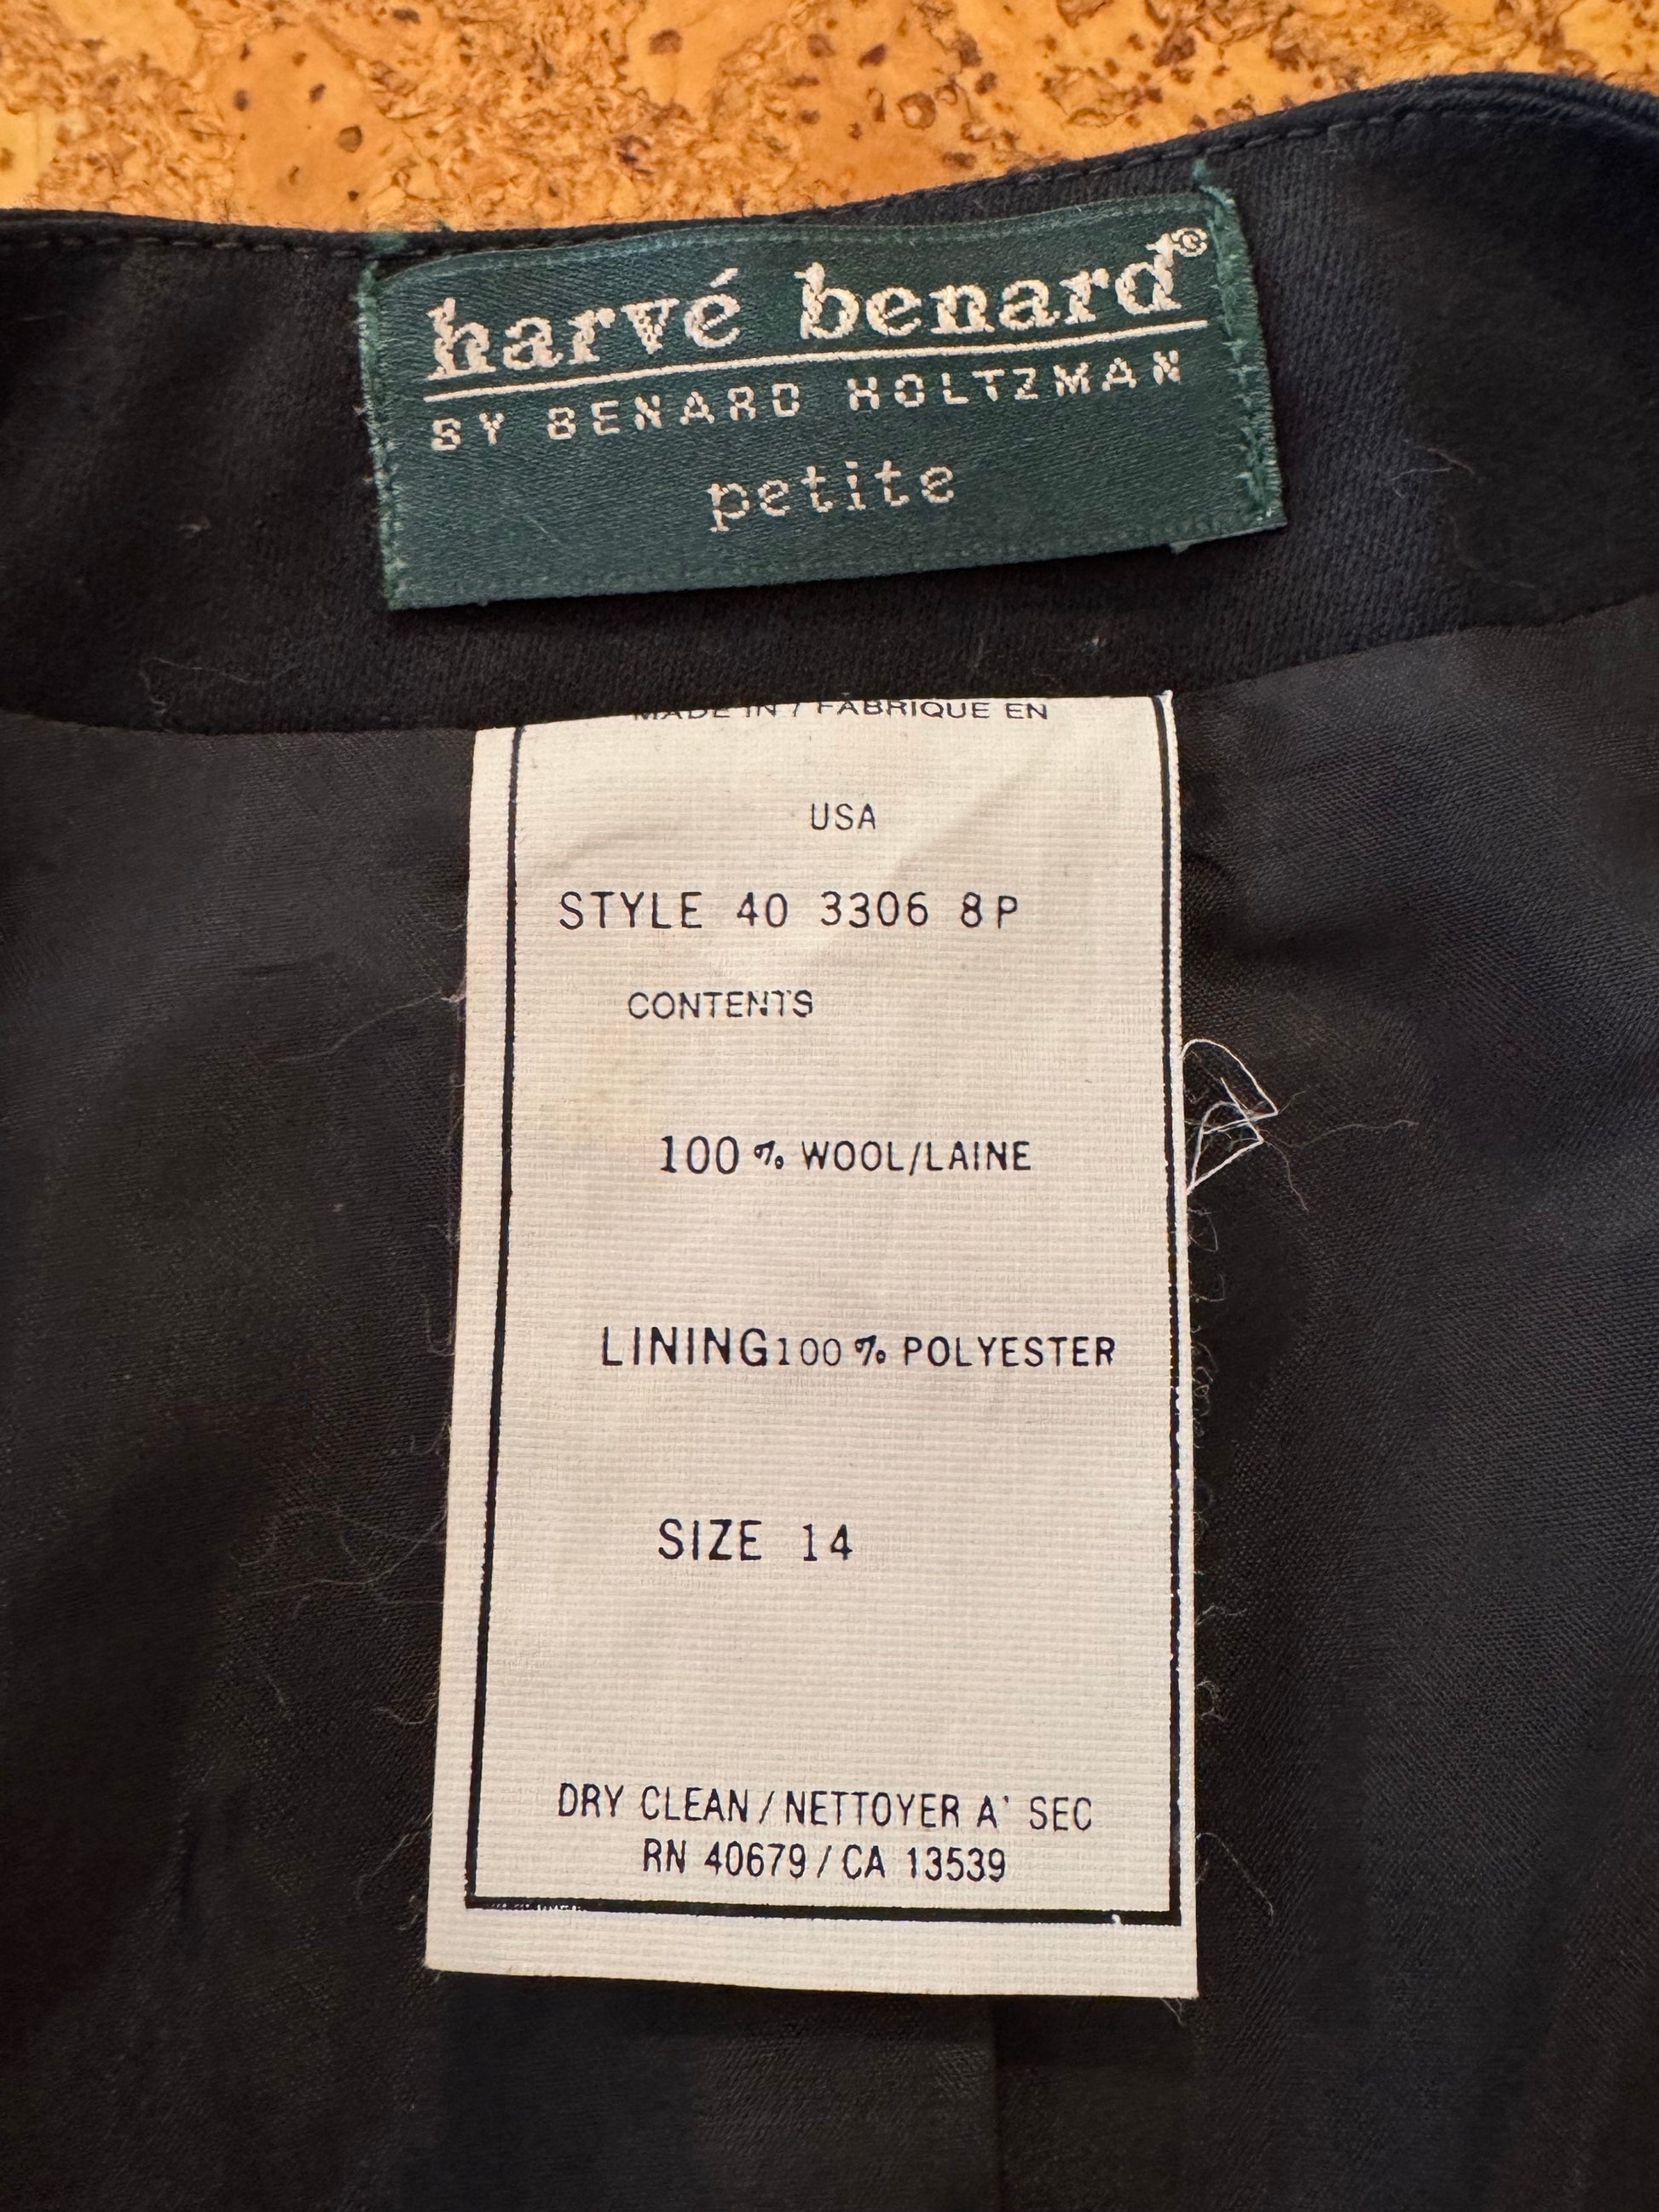 harvé benard®
BY BENARD HOLTZMAN
petite
MADE IN / FABRIQUE EN
USA
STYLE 40 3306 8P
CONTENTS
100 % WOOL/LAINE
LINING 100 % POLYESTER
SIZE 14
DRY CLEAN / NETTOYER A' SEC
RN 40679 / CA 13539